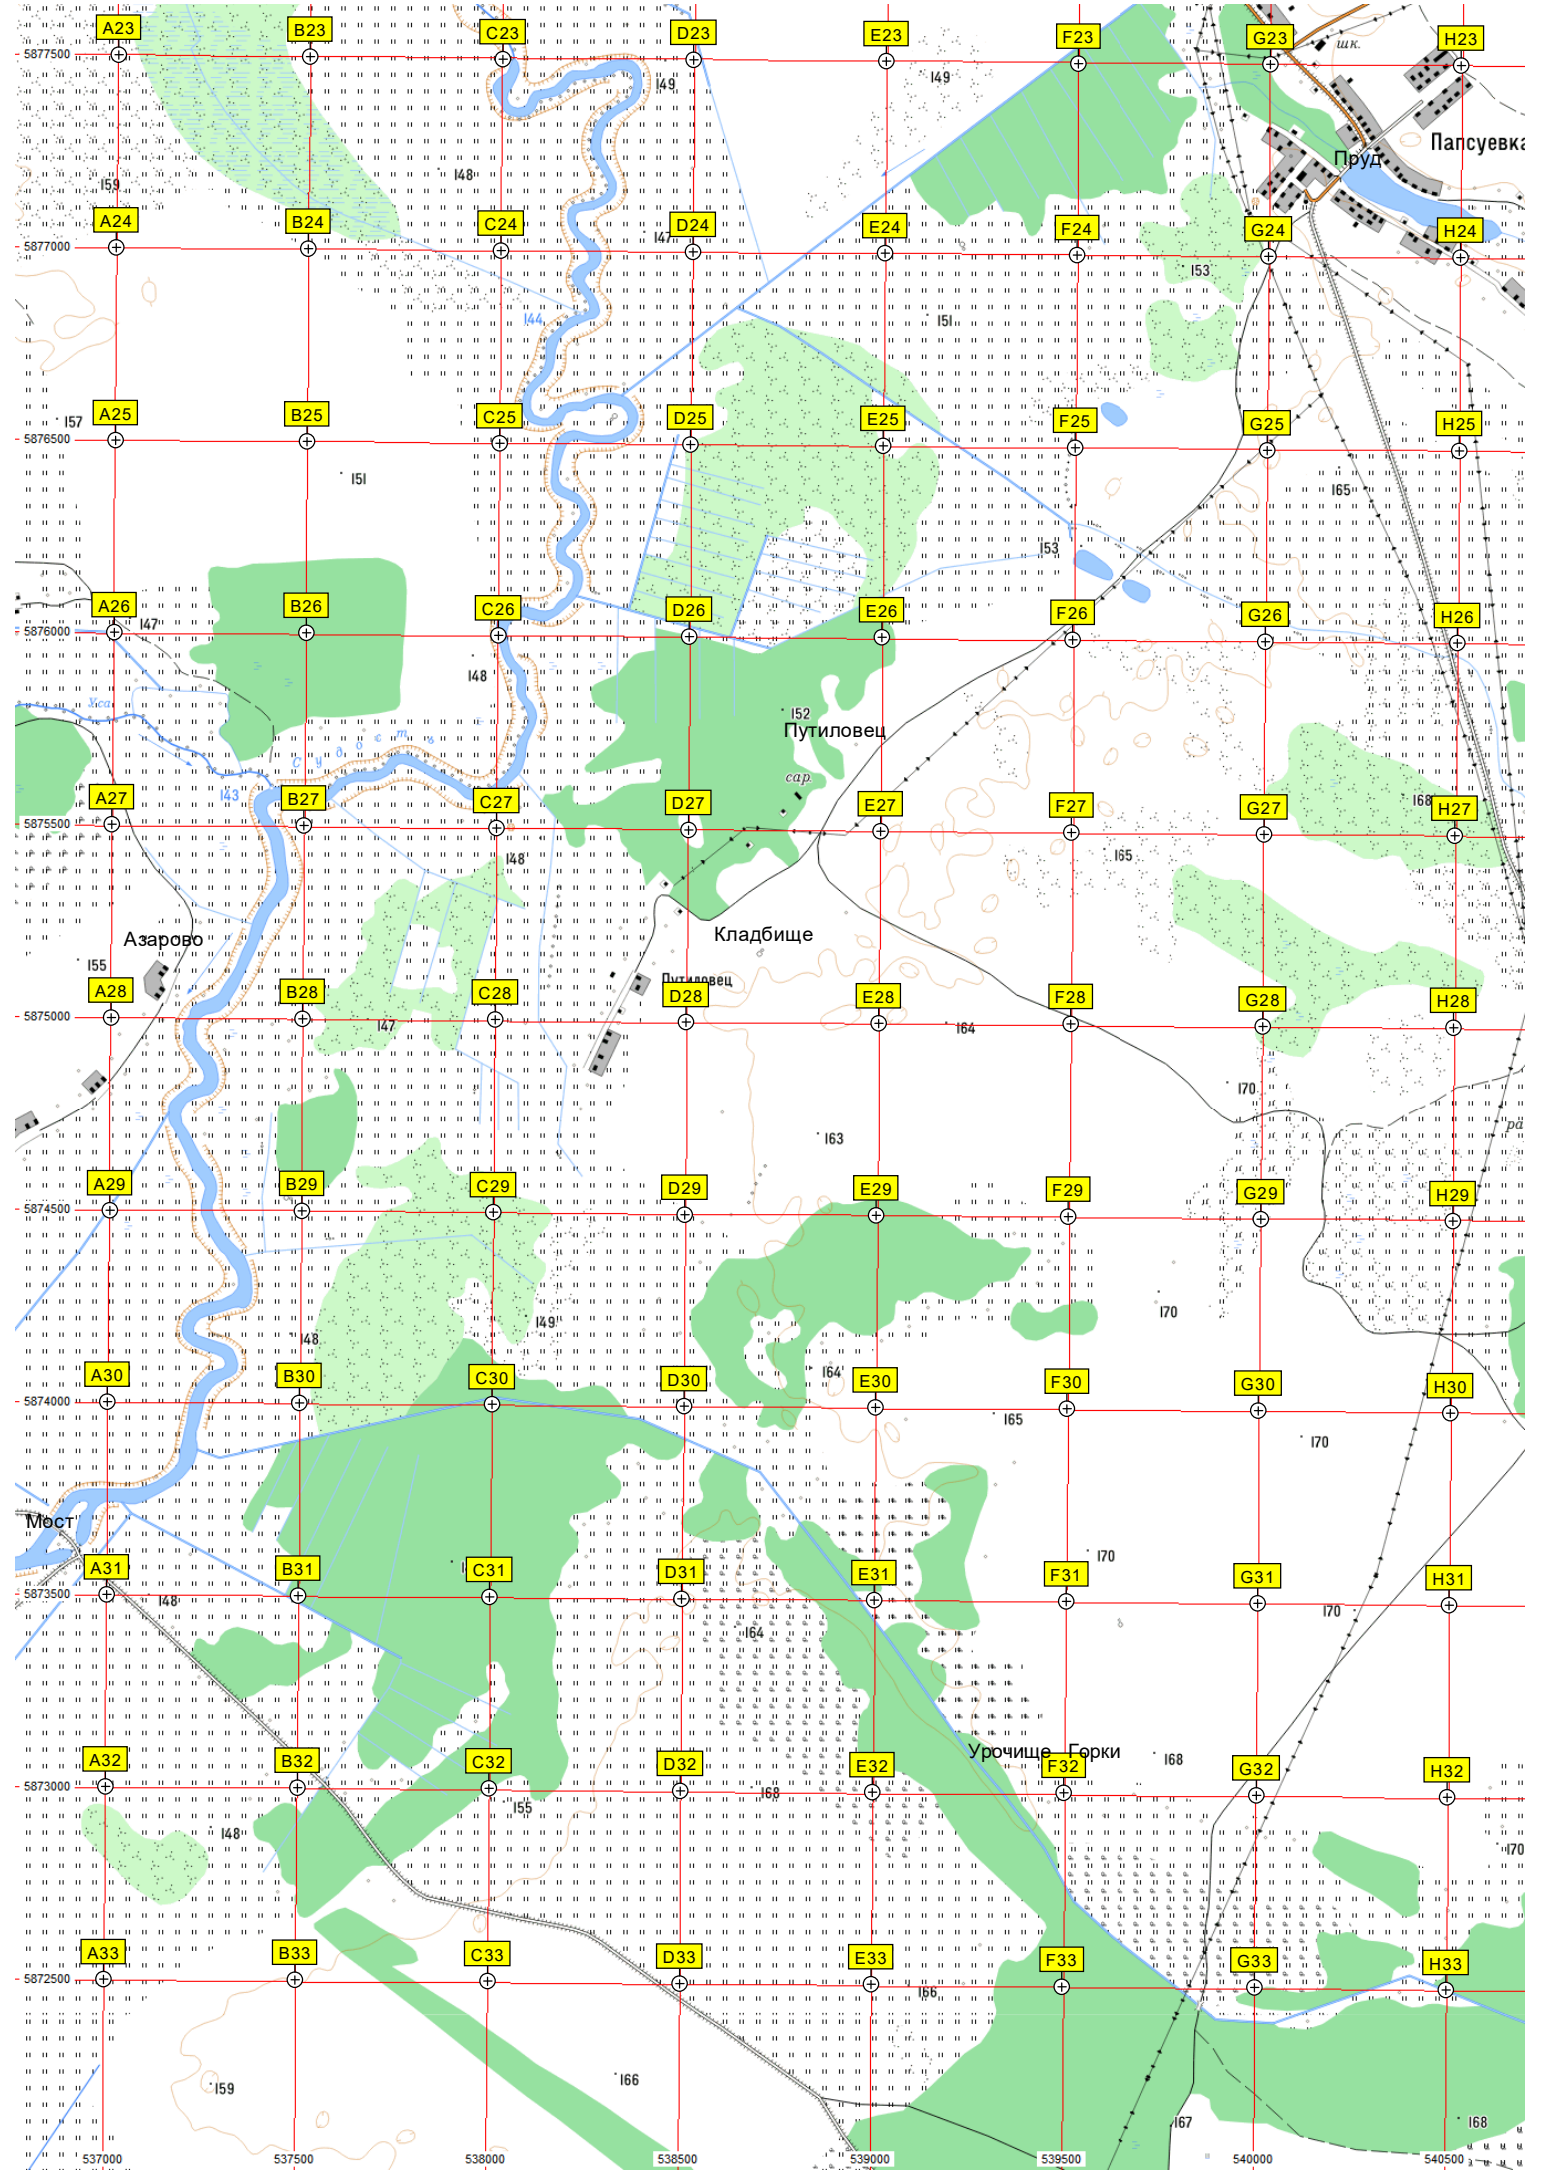 A23 B23 C23 D23 E23 F23 G23 H23
шк.
5877500
149 149
Папсуевка
Пруд
148
159
A24 B24 C24 D24 E24 F24 G24 H24
147
5877000
153
144
151
157
A25 B25 C25 D25 E25 F25 G25 H25
5876500
151
165
153
A26 B26 C26 D26 E26 F26 G26 H26
147
5876000
148
Уса
152
Путиловец
Судость
сар.
143
168
A27 B27 C27 D27 E27 F27 G27 H27
5875500
148
165
Азарово
Кладбище
155
Путиловец
A28 B28 C28 D28 E28 F28 G28 H28
5875000
147
164
170
163
ра
A29 B29 C29 D29 E29 F29 G29 H29
5874500
170
149
148
164
A30 B30 C30 D30 E30 F30 G30 H30
5874000
165
170
Мост
170
A31 B31 C31 D31 E31 F31 G31 H31
5873500
148
170
164
Урочище Горки
168
A32 B32 C32 D32 E32 F32 G32 H32
5873000
168
155
148
170
A33 B33 C33 D33 E33 F33 G33 H33
5872500
166
166
159
167
168
537000 537500 538000 538500 539000 539500 540000 540500